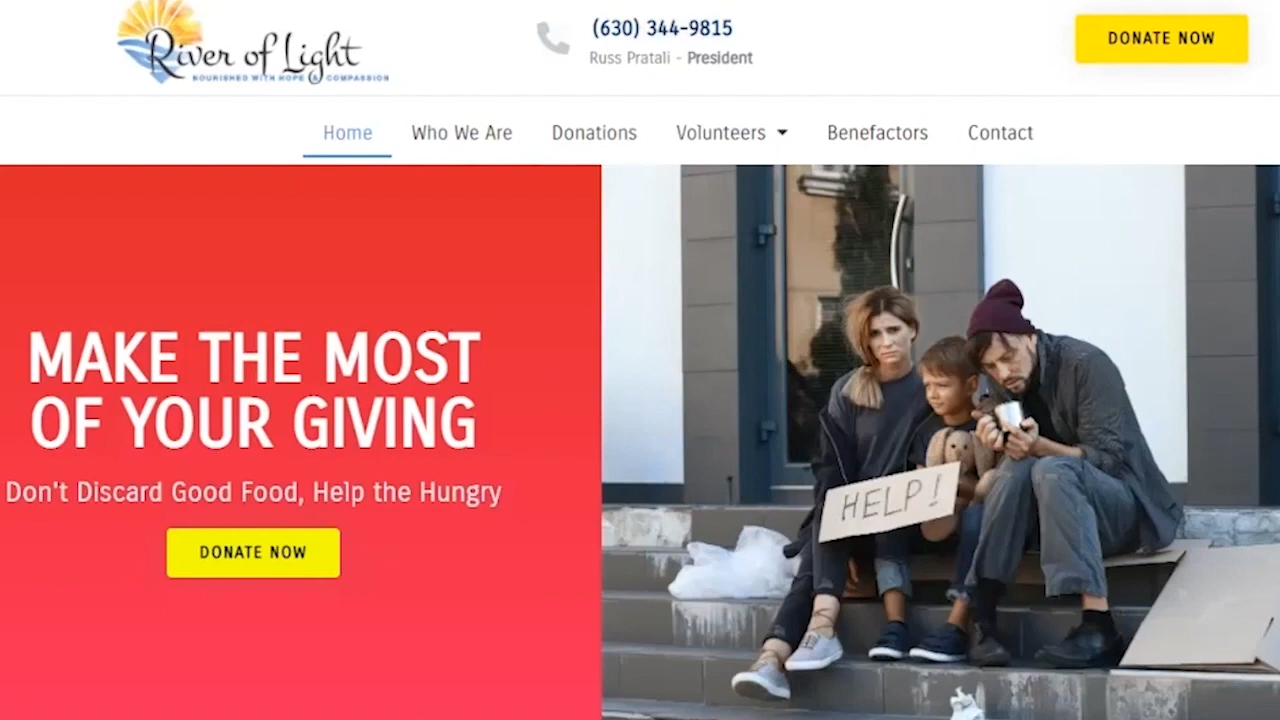 River of Light
NOURISHED WITH HOPE & COMPASSION
(630) 344-9815
Russ Pratali - President
DONATE NOW
Home
Who We Are
Donations
Volunteers
Benefactors
Contact
MAKE THE MOST
OF YOUR GIVING
Don't Discard Good Food, Help the Hungry
DONATE NOW
HELP!